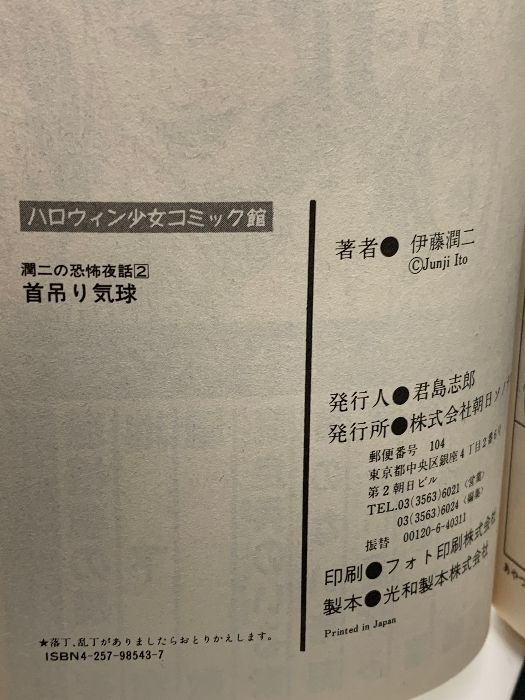 ハロウィン少女コミック館
潤二の恐怖夜話2
首吊り気球
著者●伊藤潤二
©Junji Ito
発行人●君島志郎
発行所●株式会社朝日ソノ
郵便番号 104
東京都中央区銀座4丁目2番6号
第2朝日ビル
TEL.03(3563)6021〈営業〉
03(3563)6024〈編集〉
振替 00120-6-40311
印刷●フォト印刷株式会社
製本●光和製本株式会社
Printed in Japan
★落丁、乱丁がありましたらおとりかえします。
ISBN4-257-98543-7